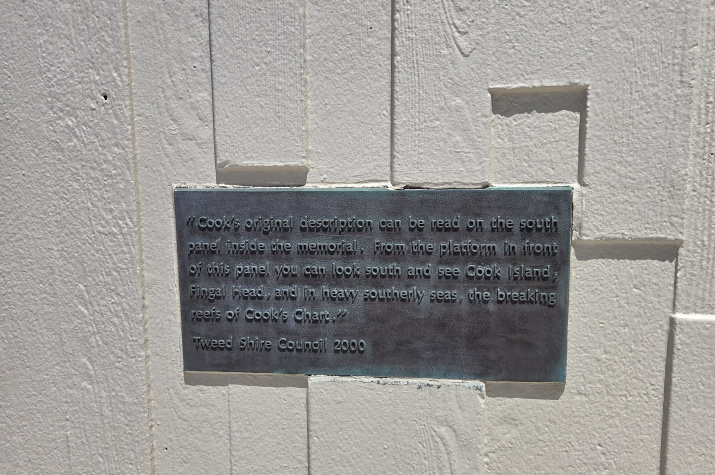 "Cook's original description can be read on the south
panel inside the memorial. From the platform in front
of this panel you can look south and see Cook Island,
Fingal Head, and in heavy southerly seas, the breaking
reefs of Cook's Chart."
Tweed Shire Council 2000